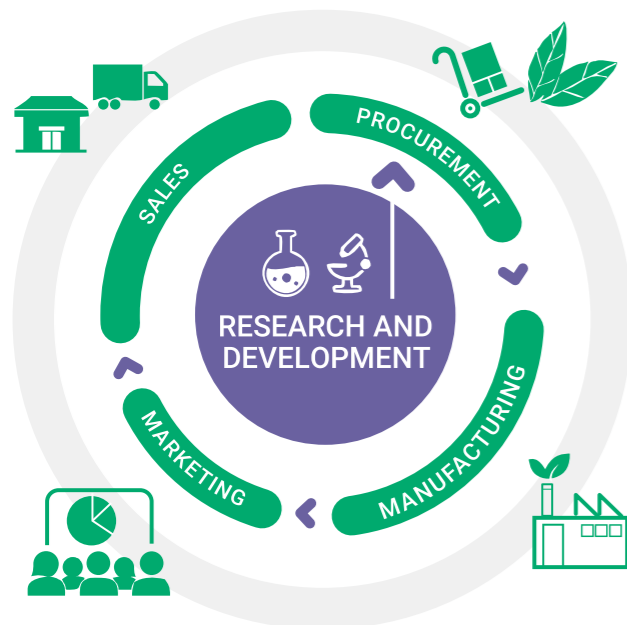 PROCUREMENT
SALES
RESEARCH AND
DEVELOPMENT
MANUFACTURING
MARKETING